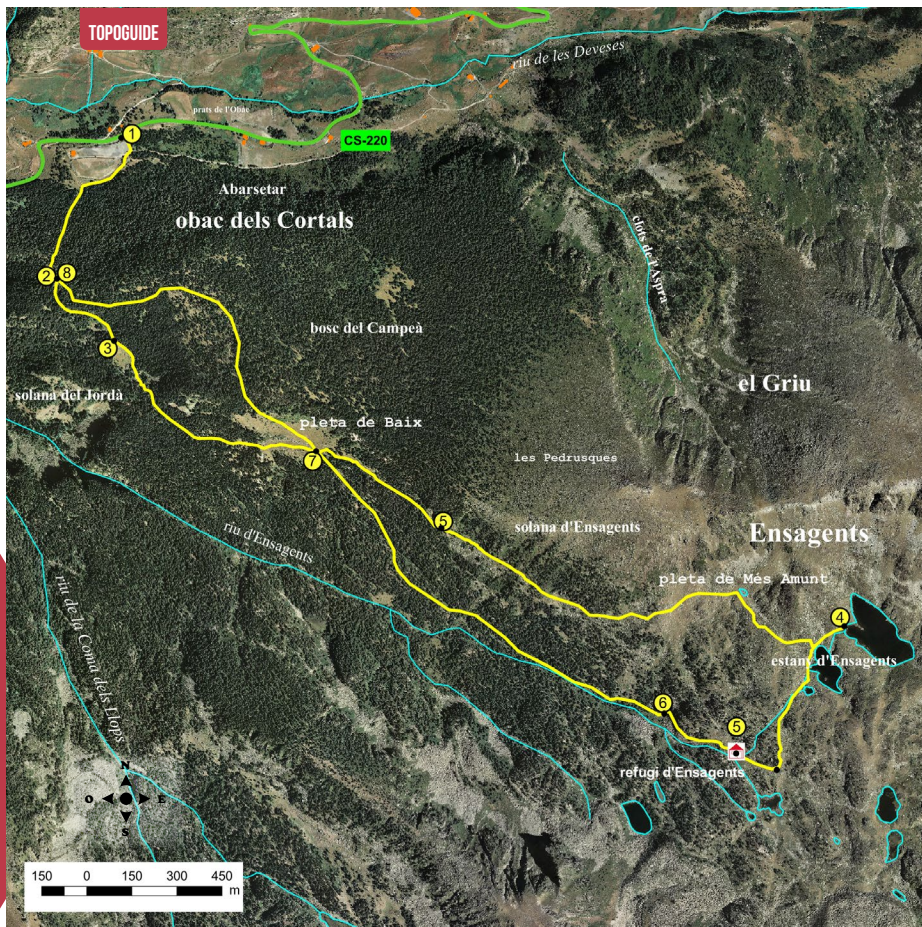 TOPOGUIDE
riu de les Deveses
prats de l'Obac
1
CS-220
Abarsetar
obac dels Cortals
clots de l'Aspra
2
8
bosc del Campeà
3
el Griu
solana del Jordà
pleta de Baix
7
les Pedrusques
5
solana d'Ensagents
riu d'Ensagents
Ensagents
riu de la Coma dels Llops
pleta de Més Amunt
4
estany d'Ensagents
6
5
refugi d'Ensagents
N
O
E
S
150 0 150 300 450
m